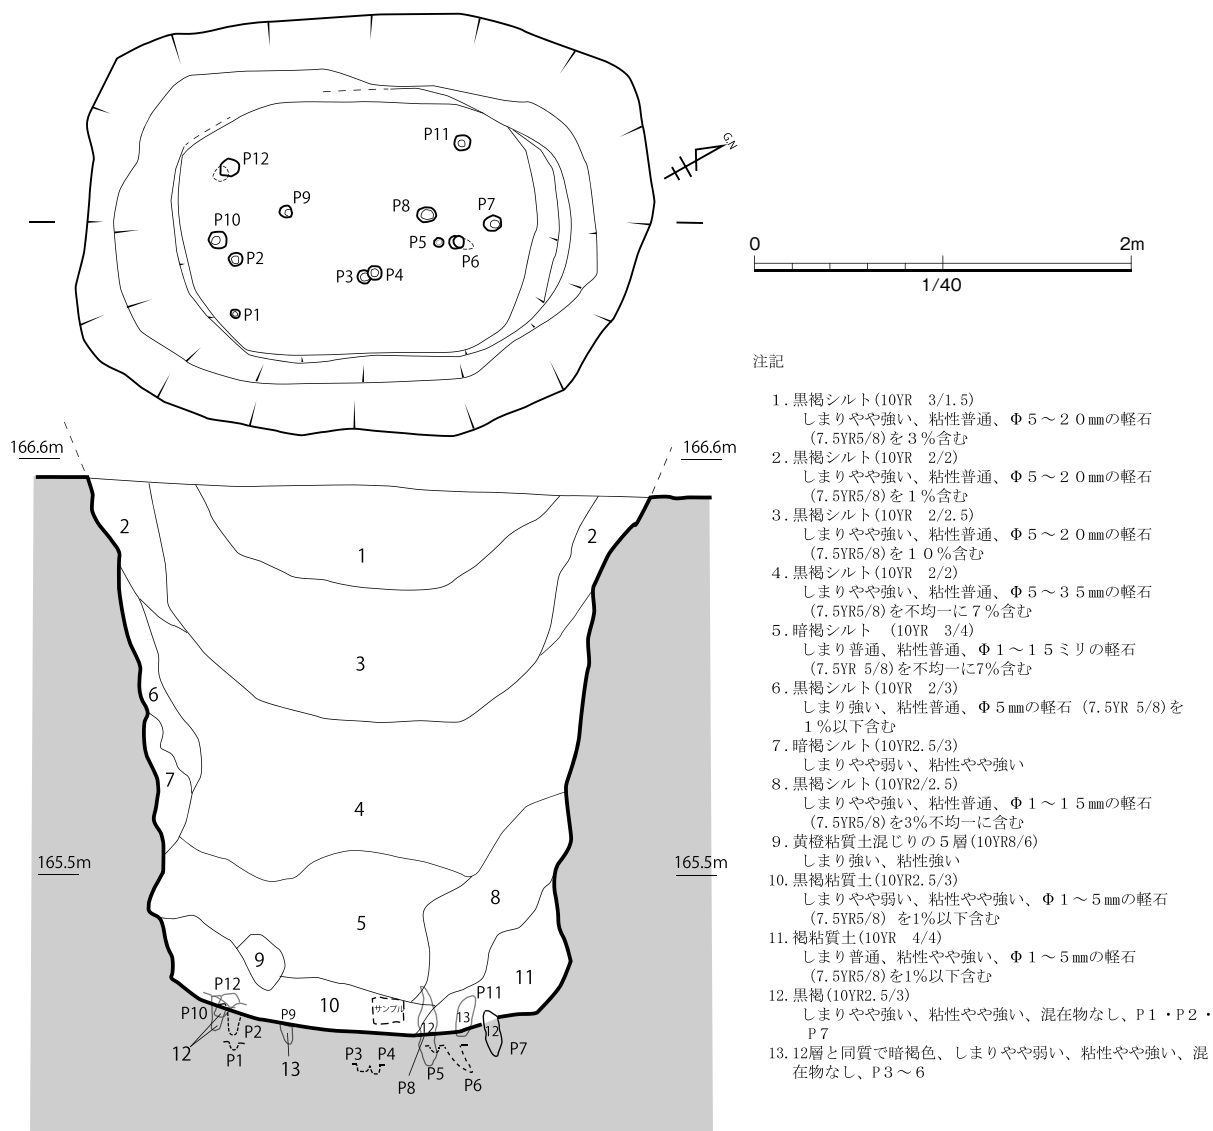 P11
P12
P9
P8
P7
P10
P5
P2
P6
P3
P4
P1
GN
0
2m
1/40
166.6m
166.6m
2
2
1
3
6
7
4
165.5m
165.5m
8
5
9
11
10
サンプル
P12
P10
P9
P11
12
13
12
P2
P7
12
P1
13
P3
P4
P5
P8
P6
注記
1.黒褐シルト(10YR 3/1.5)
しまりやや強い、粘性普通、Φ5～20㎜の軽石
(7.5YR5/8)を3%含む
2.黒褐シルト(10YR 2/2)
しまりやや強い、粘性普通、Φ5～20㎜の軽石
(7.5YR5/8)を1%含む
3.黒褐シルト(10YR 2/2.5)
しまりやや強い、粘性普通、Φ5～20㎜の軽石
(7.5YR5/8)を10%含む
4.黒褐シルト(10YR 2/2)
しまりやや強い、粘性普通、Φ5～35㎜の軽石
(7.5YR5/8)を不均一に7%含む
5.暗褐シルト (10YR 3/4)
しまり普通、粘性普通、Φ1～15ミリの軽石
(7.5YR 5/8)を不均一に7%含む
6.黒褐シルト(10YR 2/3)
しまり強い、粘性普通、Φ5㎜の軽石 (7.5YR 5/8)を
1%以下含む
7.暗褐シルト(10YR2.5/3)
しまりやや弱い、粘性やや強い
8.黒褐シルト(10YR2/2.5)
しまりやや強い、粘性普通、Φ1～15㎜の軽石
(7.5YR5/8)を3%不均一に含む
9.黄橙粘質土混じりの5層(10YR8/6)
しまり強い、粘性強い
10.黒褐粘質土(10YR2.5/3)
しまりやや弱い、粘性やや強い、Φ1～5㎜の軽石
(7.5YR5/8) を1%以下含む
11.褐粘質土(10YR 4/4)
しまり普通、粘性やや強い、Φ1～5㎜の軽石
(7.5YR5/8)を1%以下含む
12.黒褐(10YR2.5/3)
しまりやや強い、粘性やや強い、混在物なし、P1・P2・
P7
13.12層と同質で暗褐色、しまりやや弱い、粘性やや強い、混
在物なし、P3～6